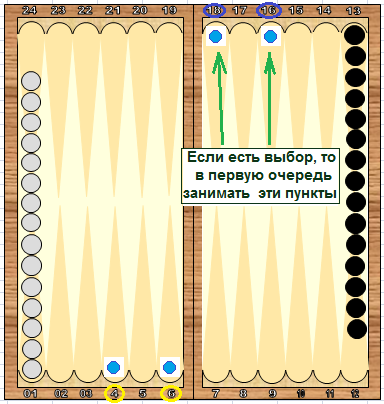 24 23 22 21 20 19 18 17 16 15 14 13
Если есть выбор, то
в первую очередь
занимать эти пункты
01 02 03 4 5 6 7 8 9 10 11 12